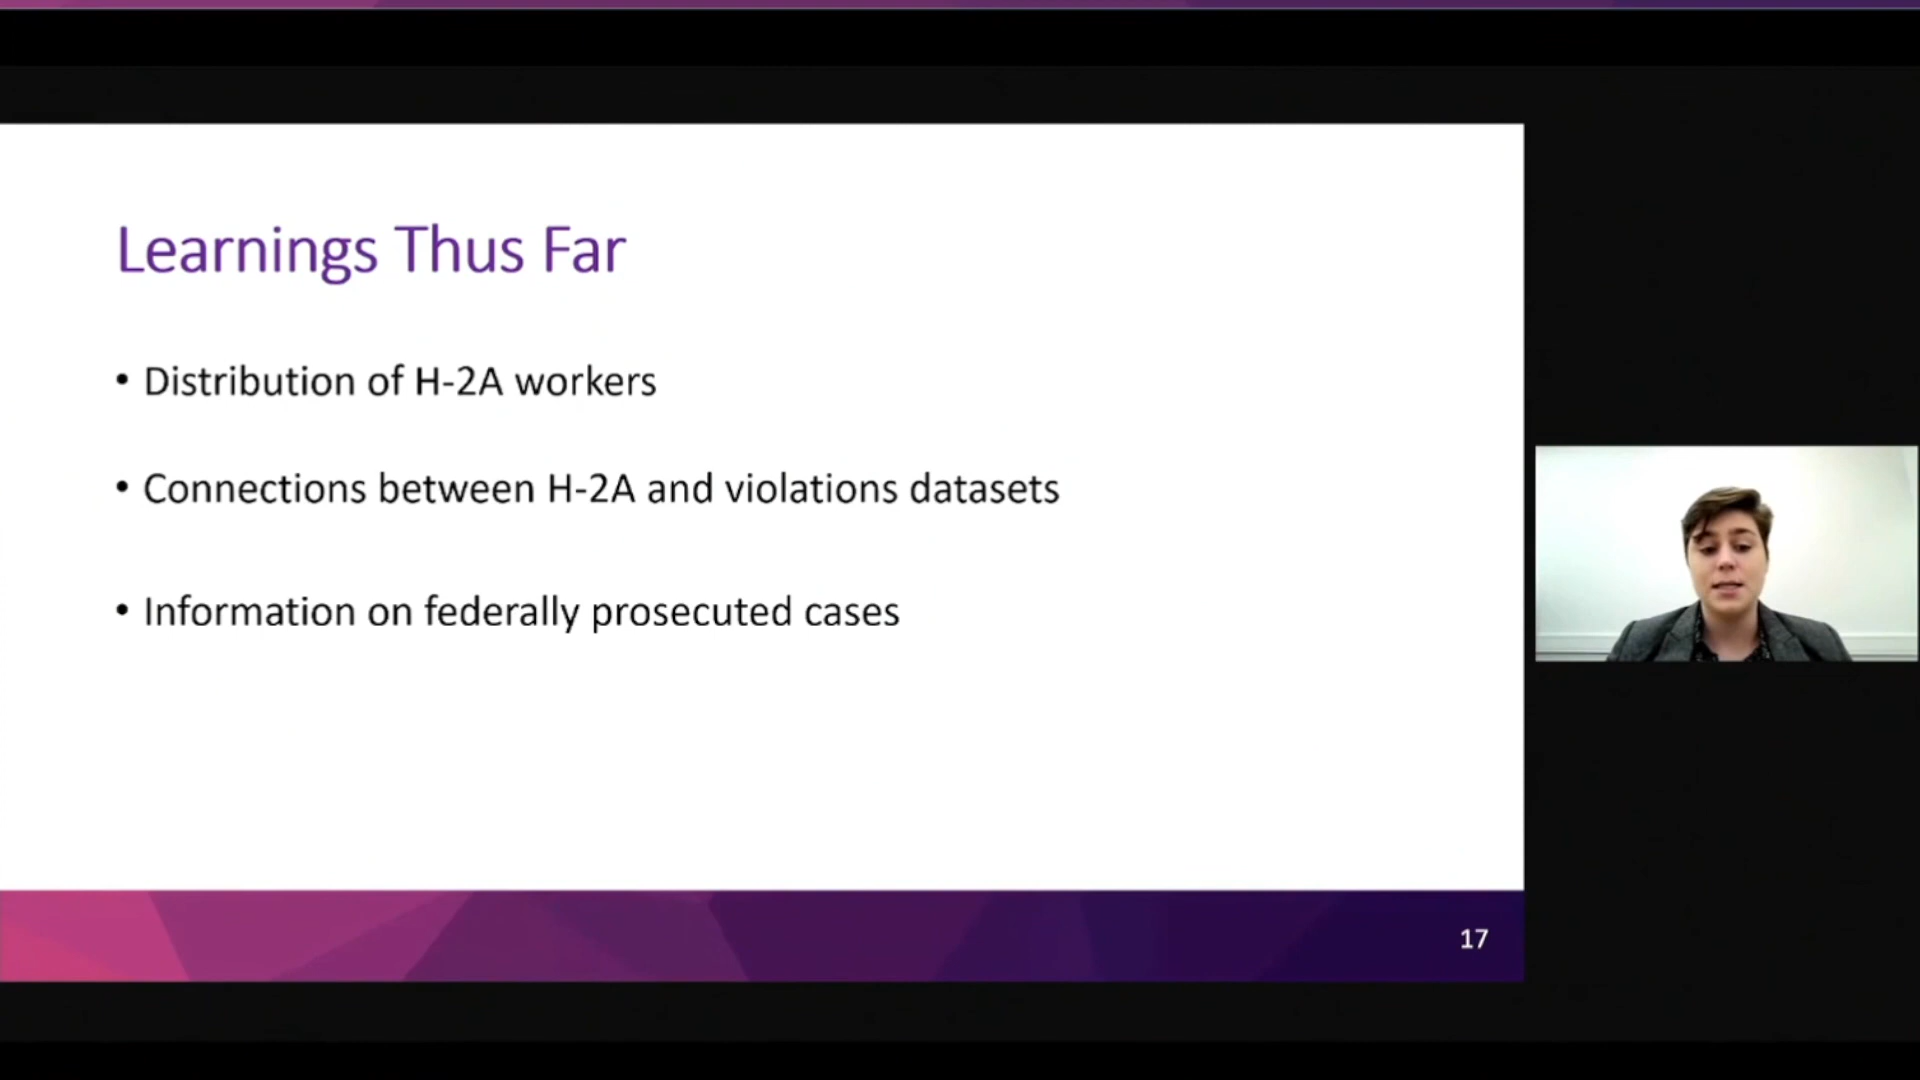 Learnings Thus Far
• Distribution of H-2A workers
• Connections between H-2A and violations datasets
• Information on federally prosecuted cases
17